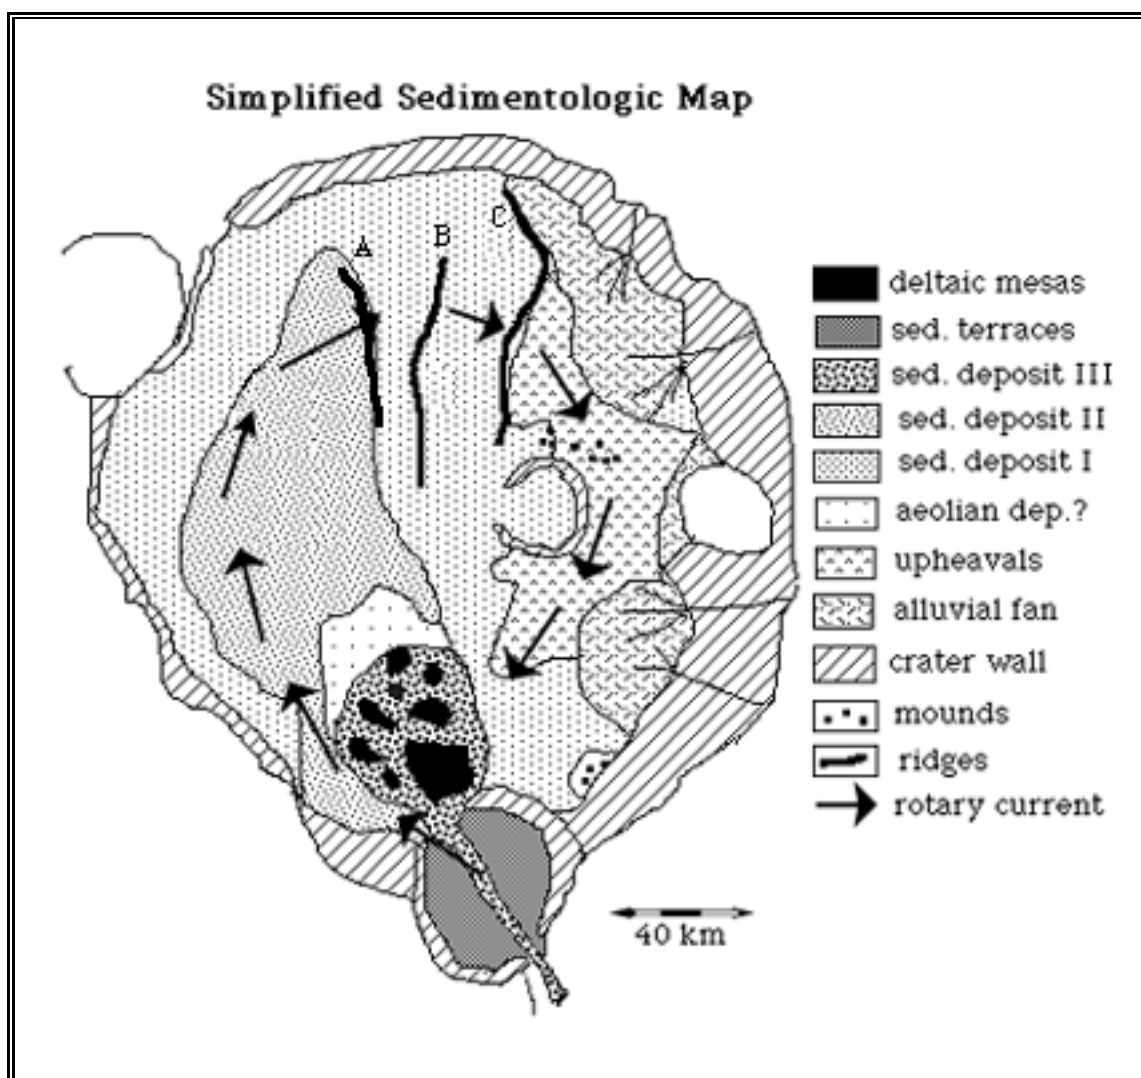 Simplified Sedimentologic Map
A
B
C
deltaic mesas
sed. terraces
sed. deposit III
sed. deposit II
sed. deposit I
aeolian dep.?
upheavals
alluvial fan
crater wall
mounds
ridges
rotary current
40 km